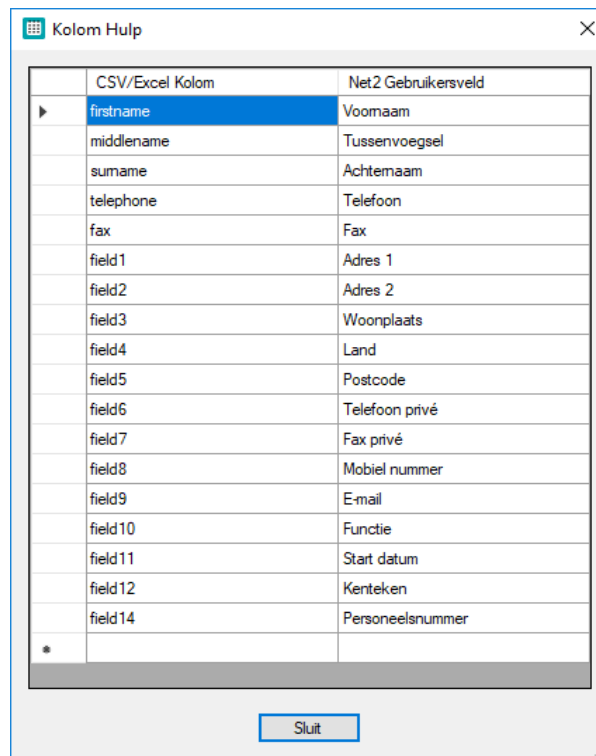 Kolom Hulp
CSV/Excel Kolom Net2 Gebruikersveld
firstname Voornaam
middlename Tussenvoegsel
surname Achternaam
telephone Telefoon
fax Fax
field1 Adres 1
field2 Adres 2
field3 Woonplaats
field4 Land
field5 Postcode
field6 Telefoon privé
field7 Fax privé
field8 Mobiel nummer
field9 E-mail
field10 Functie
field11 Start datum
field12 Kenteken
field14 Personeelsnummer
Sluit